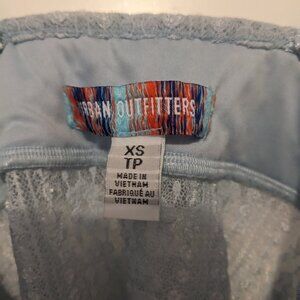 URBAN OUTFITTERS
XS
TP
MADE IN
VIETNAM
FABRIQUÉ AU
VIETNAM